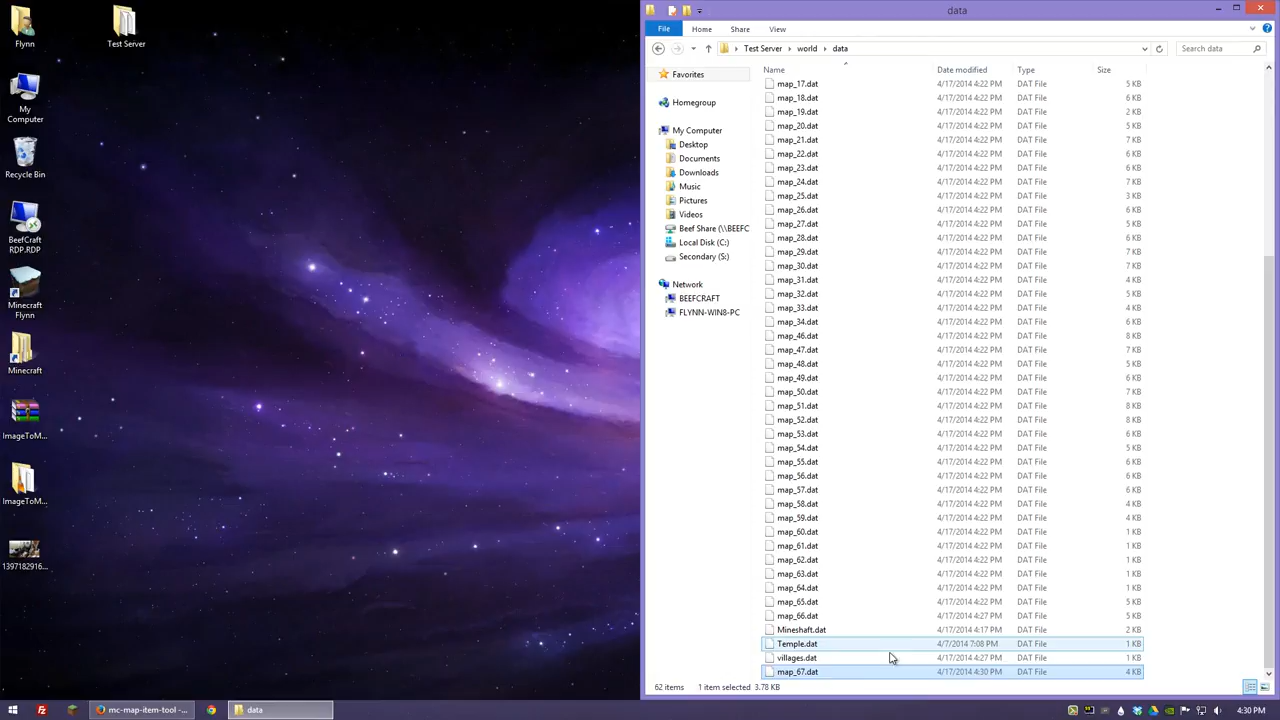 Flynn
Test Server
My Computer
Recycle Bin
BeefCraft RDP.RDP
Minecraft Flynn
Minecraft
ImageToM...
ImageToM...
1397182916...
data
File Home Share View
Test Server world data
Search data
Favorites
Homegroup
My Computer
Desktop
Documents
Downloads
Music
Pictures
Videos
Beef Share (\\BEEFC
Local Disk (C:)
Secondary (S:)
Network
BEEFCRAFT
FLYNN-WIN8-PC
Name Date modified Type Size
map_17.dat 4/17/2014 4:22 PM DAT File 5 KB
map_18.dat 4/17/2014 4:22 PM DAT File 6 KB
map_19.dat 4/17/2014 4:22 PM DAT File 2 KB
map_20.dat 4/17/2014 4:22 PM DAT File 5 KB
map_21.dat 4/17/2014 4:22 PM DAT File 7 KB
map_22.dat 4/17/2014 4:22 PM DAT File 6 KB
map_23.dat 4/17/2014 4:22 PM DAT File 6 KB
map_24.dat 4/17/2014 4:22 PM DAT File 7 KB
map_25.dat 4/17/2014 4:22 PM DAT File 3 KB
map_26.dat 4/17/2014 4:22 PM DAT File 6 KB
map_27.dat 4/17/2014 4:22 PM DAT File 5 KB
map_28.dat 4/17/2014 4:22 PM DAT File 6 KB
map_29.dat 4/17/2014 4:22 PM DAT File 7 KB
map_30.dat 4/17/2014 4:22 PM DAT File 7 KB
map_31.dat 4/17/2014 4:22 PM DAT File 4 KB
map_32.dat 4/17/2014 4:22 PM DAT File 5 KB
map_33.dat 4/17/2014 4:22 PM DAT File 4 KB
map_34.dat 4/17/2014 4:22 PM DAT File 6 KB
map_46.dat 4/17/2014 4:22 PM DAT File 8 KB
map_47.dat 4/17/2014 4:22 PM DAT File 7 KB
map_48.dat 4/17/2014 4:22 PM DAT File 5 KB
map_49.dat 4/17/2014 4:22 PM DAT File 6 KB
map_50.dat 4/17/2014 4:22 PM DAT File 7 KB
map_51.dat 4/17/2014 4:22 PM DAT File 8 KB
map_52.dat 4/17/2014 4:22 PM DAT File 8 KB
map_53.dat 4/17/2014 4:22 PM DAT File 6 KB
map_54.dat 4/17/2014 4:22 PM DAT File 5 KB
map_55.dat 4/17/2014 4:22 PM DAT File 6 KB
map_56.dat 4/17/2014 4:22 PM DAT File 6 KB
map_57.dat 4/17/2014 4:22 PM DAT File 6 KB
map_58.dat 4/17/2014 4:22 PM DAT File 4 KB
map_59.dat 4/17/2014 4:22 PM DAT File 4 KB
map_60.dat 4/17/2014 4:22 PM DAT File 1 KB
map_61.dat 4/17/2014 4:22 PM DAT File 1 KB
map_62.dat 4/17/2014 4:22 PM DAT File 1 KB
map_63.dat 4/17/2014 4:22 PM DAT File 1 KB
map_64.dat 4/17/2014 4:22 PM DAT File 1 KB
map_65.dat 4/17/2014 4:22 PM DAT File 5 KB
map_66.dat 4/17/2014 4:27 PM DAT File 5 KB
Mineshaft.dat 4/17/2014 4:17 PM DAT File 2 KB
Temple.dat 4/7/2014 7:08 PM DAT File 1 KB
villages.dat 4/17/2014 4:27 PM DAT File 1 KB
map_67.dat 4/17/2014 4:30 PM DAT File 4 KB
62 items 1 item selected 3.78 KB
mc-map-item-tool -... data 4:30 PM